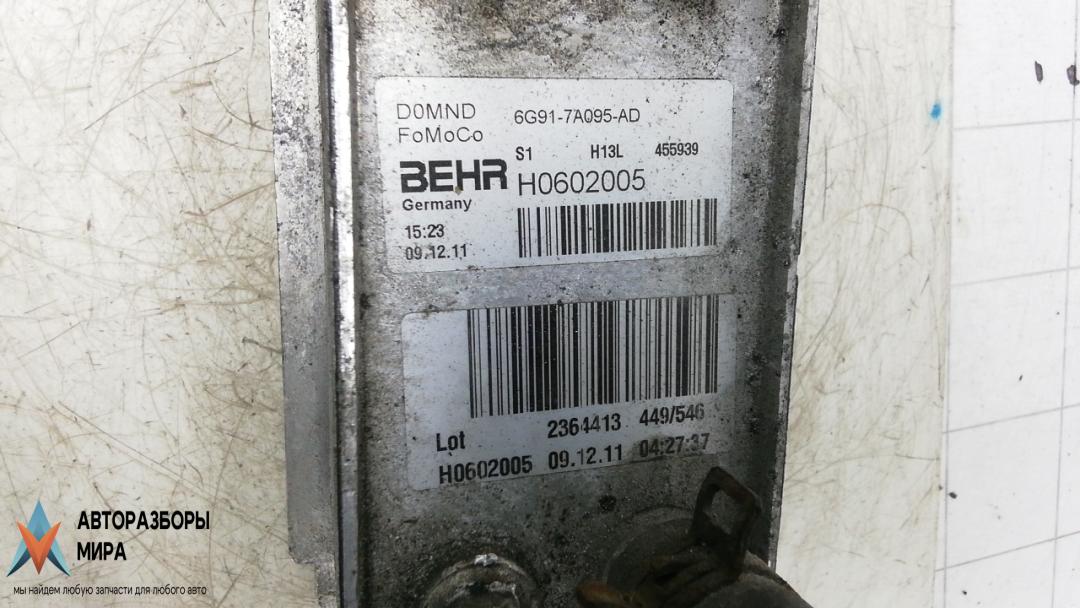 D0MND 6G91-7A095-AD
FoMoCo
S1 H13L 455939
BEHR H0602005
Germany
15:23
09.12.11
Lot 2364413 449/546
H0602005 09.12.11 04:27:37
АВТОРАЗБОРЫ
МИРА
мы найдем любую запчасти для любого авто